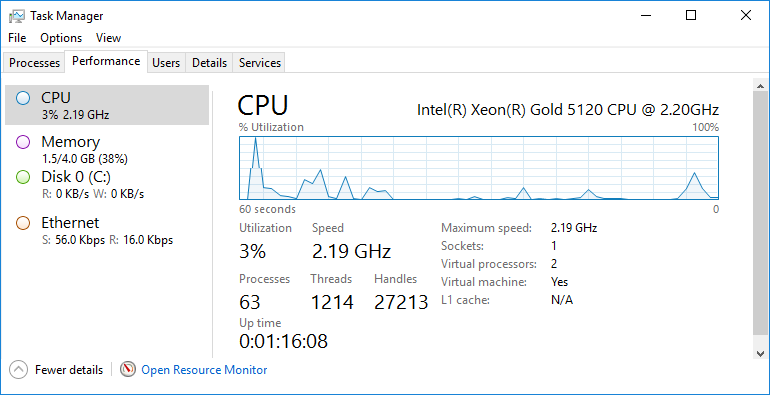 Task Manager
File Options View
Processes Performance Users Details Services
CPU
3% 2.19 GHz
Memory
1.5/4.0 GB (38%)
Disk 0 (C:)
R: 0 KB/s W: 0 KB/s
Ethernet
S: 56.0 Kbps R: 16.0 Kbps
CPU Intel(R) Xeon(R) Gold 5120 CPU @ 2.20GHz
% Utilization 100%
60 seconds 0
Utilization Speed
3% 2.19 GHz
Processes Threads Handles
63 1214 27213
Up time
0:01:16:08
Maximum speed: 2.19 GHz
Sockets: 1
Virtual processors: 2
Virtual machine: Yes
L1 cache: N/A
Fewer details Open Resource Monitor